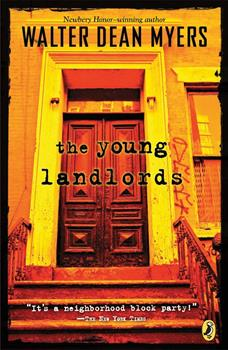 Newbery Honor–winning author
WALTER DEAN MYERS
the young
landlords
"It's a neighborhood block party!"
—THE NEW YORK TIMES